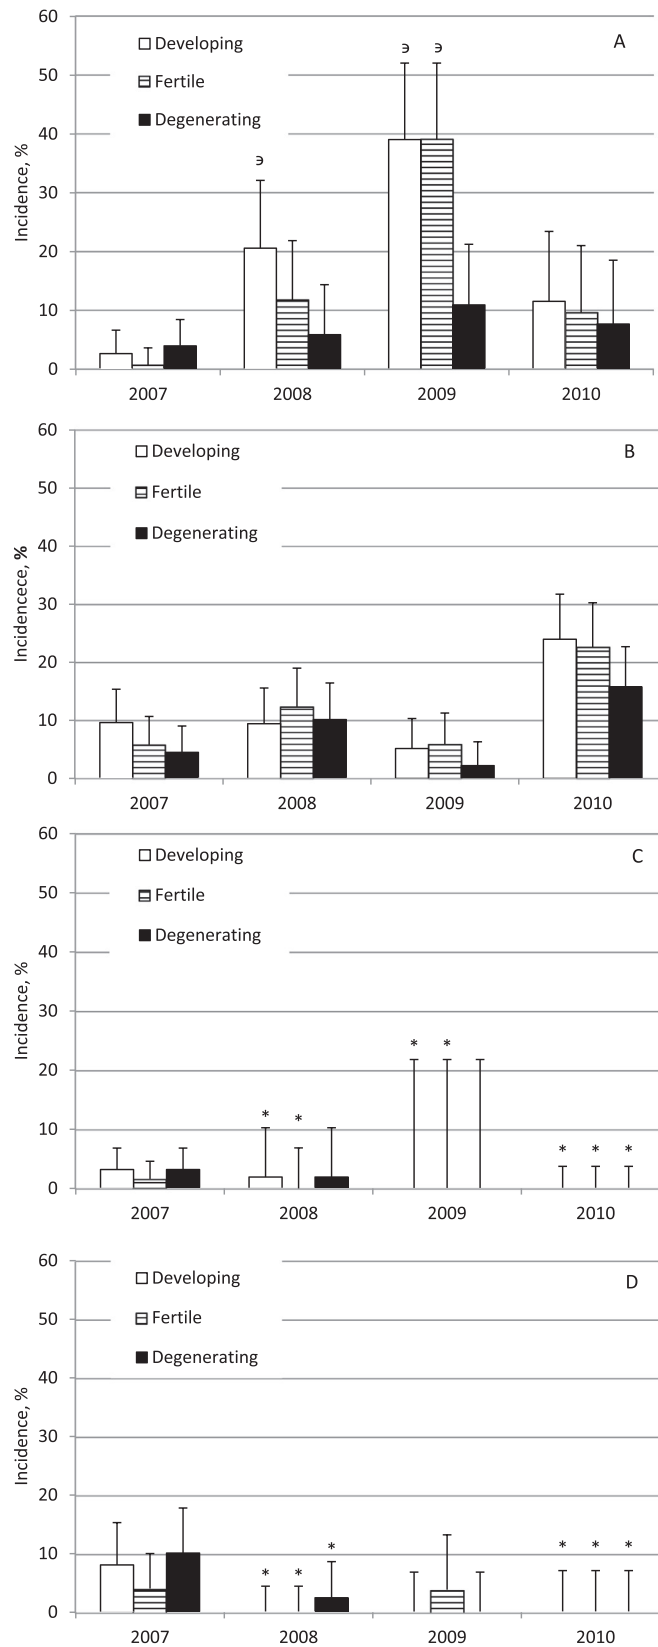 60
Developing
A
50
Fertile
Degenerating
40
30
20
10
0
Incidence, %
϶
϶ ϶
2007 2008 2009 2010
60
Developing
B
50
Fertile
Degenerating
40
30
20
10
0
Incidencece, %
2007 2008 2009 2010
60
Developing
C
50
Fertile
Degenerating
40
30
20
10
0
Incidence, %
* *
* *
* * *
2007 2008 2009 2010
60
Developing
D
50
Fertile
Degenerating
40
30
20
10
0
Incidence, %
* * *
* * *
2007 2008 2009 2010